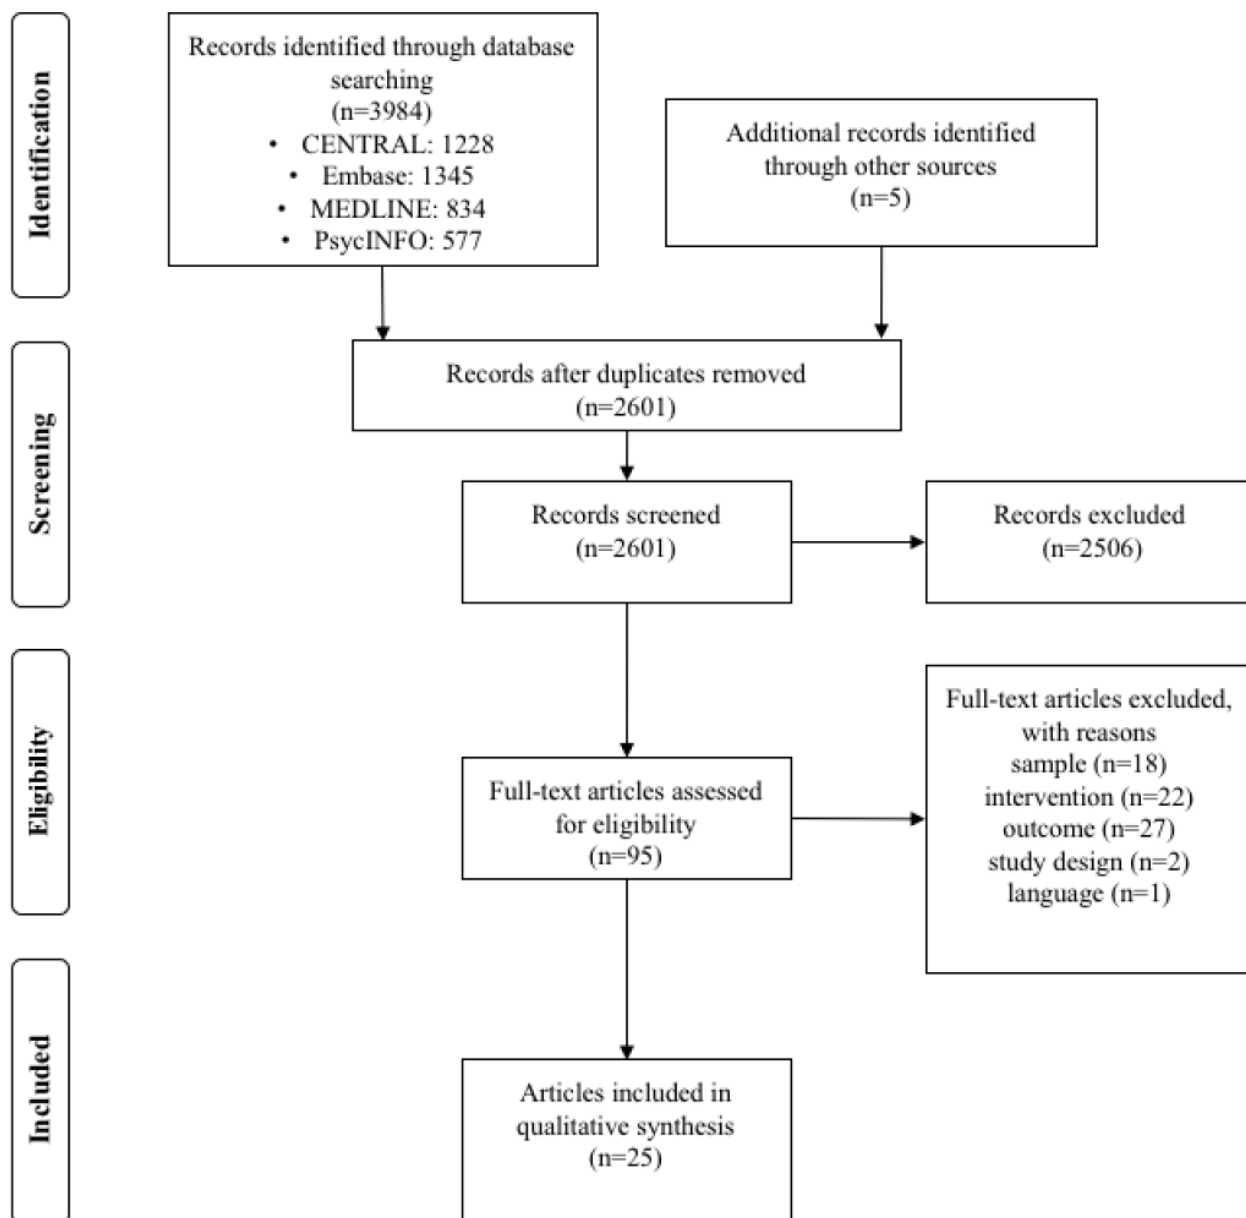 Identification
Records identified through database
searching
(n=3984)
• CENTRAL: 1228
• Embase: 1345
• MEDLINE: 834
• PsycINFO: 577
Additional records identified
through other sources
(n=5)
Screening
Records after duplicates removed
(n=2601)
Records screened
(n=2601)
Records excluded
(n=2506)
Eligibility
Full-text articles assessed
for eligibility
(n=95)
Full-text articles excluded,
with reasons
sample (n=18)
intervention (n=22)
outcome (n=27)
study design (n=2)
language (n=1)
Included
Articles included in
qualitative synthesis
(n=25)